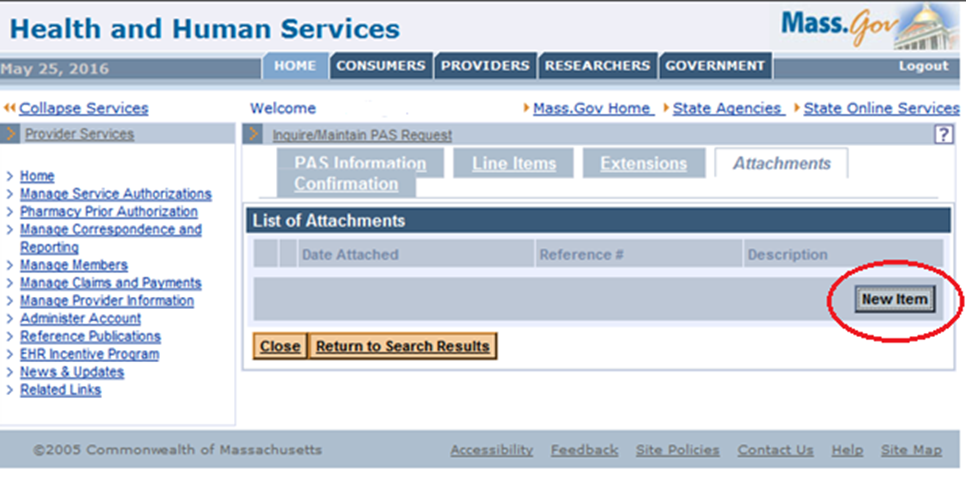 Health and Human Services
Mass.Gov
May 25, 2016
HOME CONSUMERS PROVIDERS RESEARCHERS GOVERNMENT Logout
Collapse Services
Welcome Mass.Gov Home State Agencies State Online Services
Provider Services
Inquire/Maintain PAS Request ?
PAS Information Line Items Extensions Attachments
Confirmation
> Home
> Manage Service Authorizations
> Pharmacy Prior Authorization
> Manage Correspondence and
Reporting
> Manage Members
> Manage Claims and Payments
> Manage Provider Information
> Administer Account
> Reference Publications
> EHR Incentive Program
> News & Updates
> Related Links
List of Attachments
Date Attached Reference # Description
New Item
Close Return to Search Results
©2005 Commonwealth of Massachusetts Accessibility Feedback Site Policies Contact Us Help Site Map